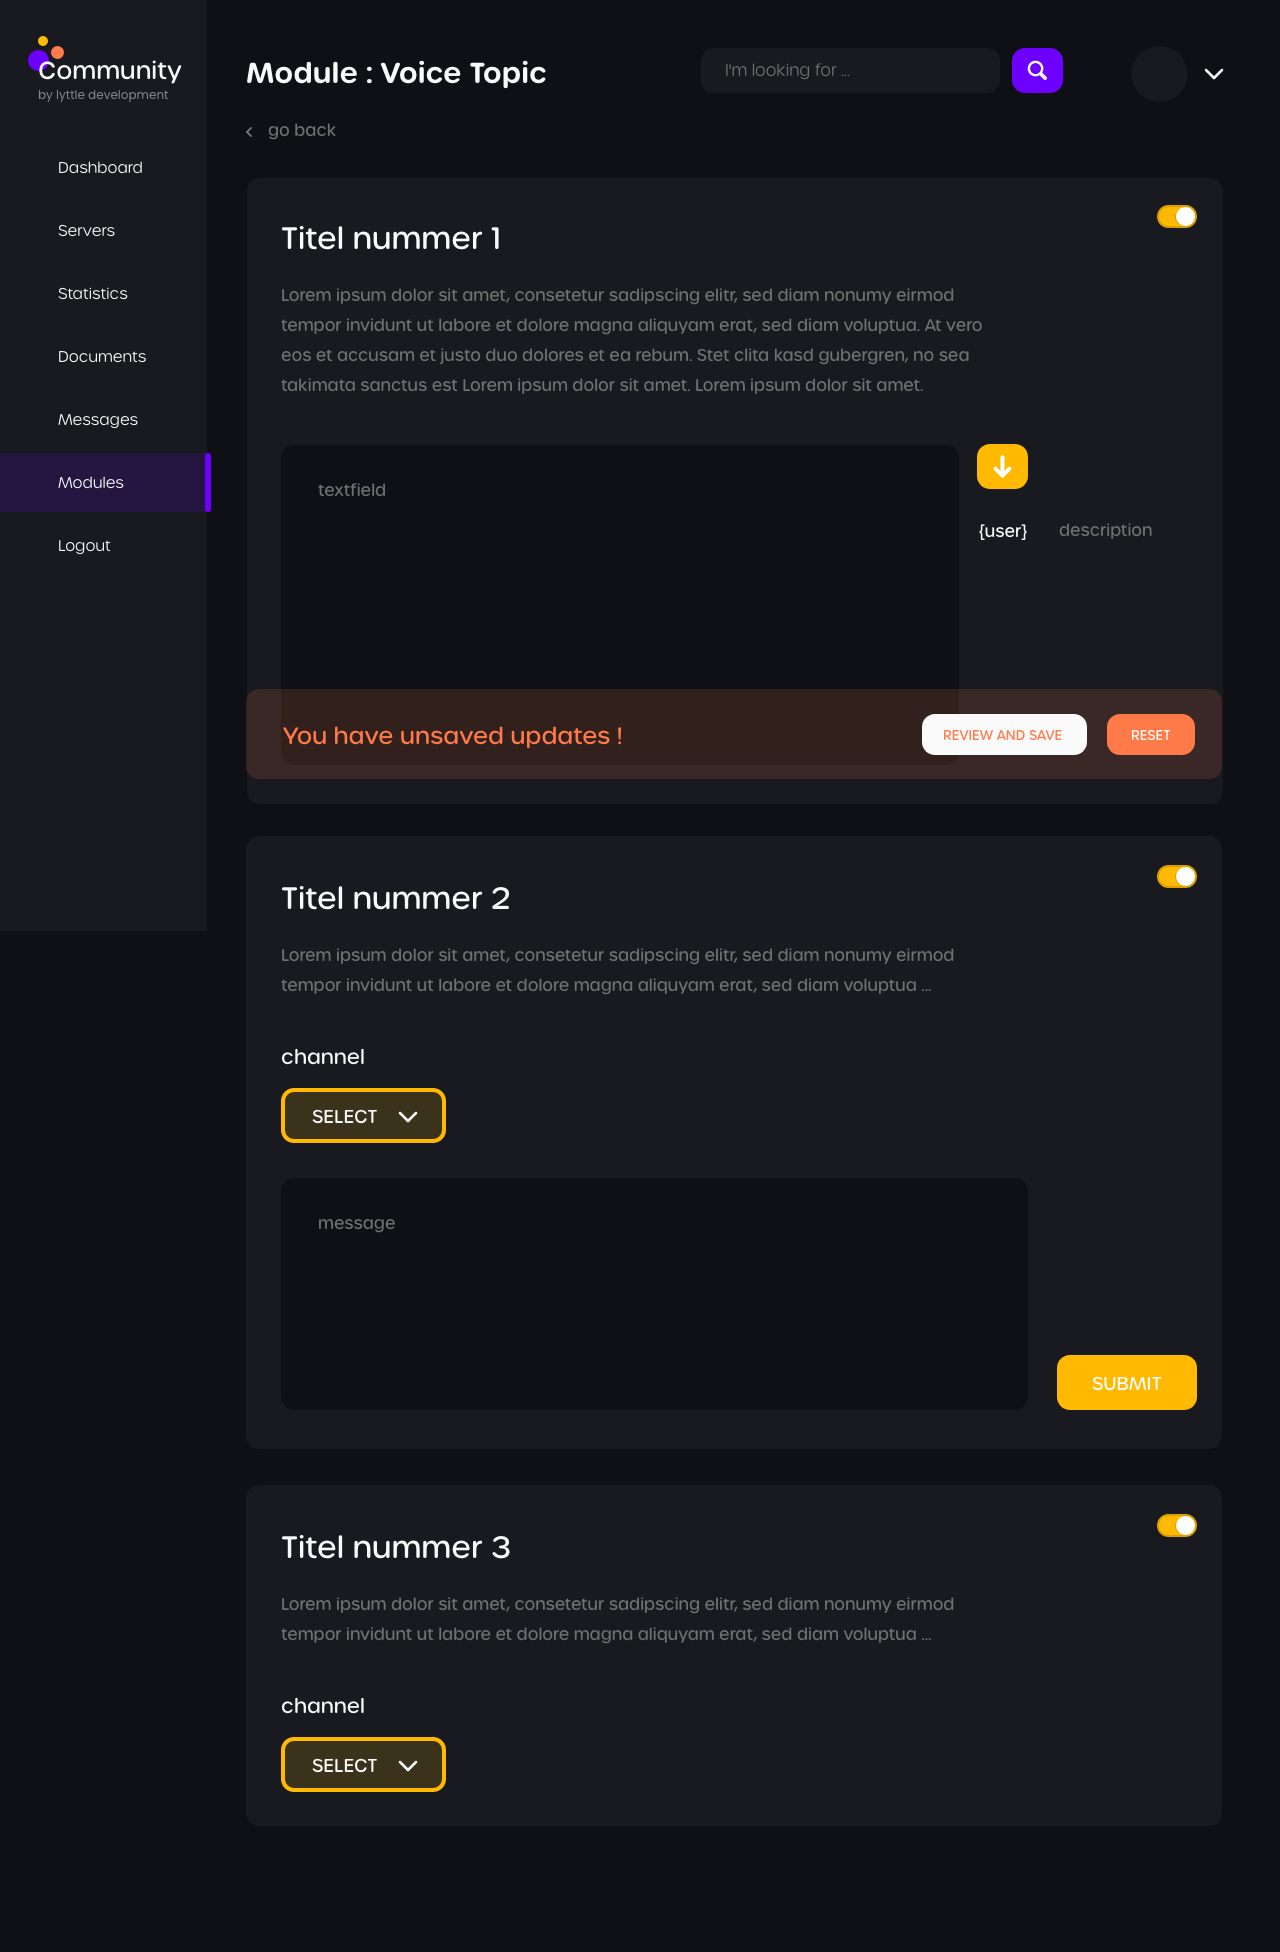 Community
by lyttle development
Dashboard
Servers
Statistics
Documents
Messages
Modules
Logout
Module : Voice Topic
I'm looking for ...
go back
Titel nummer 1
Lorem ipsum dolor sit amet, consetetur sadipscing elitr, sed diam nonumy eirmod
tempor invidunt ut labore et dolore magna aliquyam erat, sed diam voluptua. At vero
eos et accusam et justo duo dolores et ea rebum. Stet clita kasd gubergren, no sea
takimata sanctus est Lorem ipsum dolor sit amet. Lorem ipsum dolor sit amet.
textfield
{user} description
You have unsaved updates !
REVIEW AND SAVE
RESET
Titel nummer 2
Lorem ipsum dolor sit amet, consetetur sadipscing elitr, sed diam nonumy eirmod
tempor invidunt ut labore et dolore magna aliquyam erat, sed diam voluptua ...
channel
SELECT
message
SUBMIT
Titel nummer 3
Lorem ipsum dolor sit amet, consetetur sadipscing elitr, sed diam nonumy eirmod
tempor invidunt ut labore et dolore magna aliquyam erat, sed diam voluptua ...
channel
SELECT